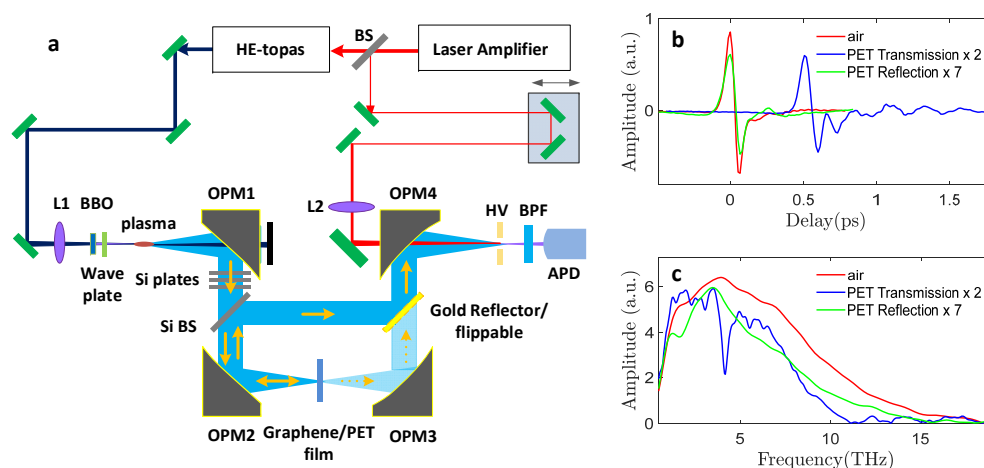 a
HE-topas
BS
Laser Amplifier
L1
BBO
plasma
Wave
plate
OPM1
Si plates
Si BS
L2
OPM4
HV
BPF
APD
Gold Reflector/
flippable
OPM2
Graphene/PET
film
OPM3
b
air
PET Transmission x 2
PET Reflection x 7
Amplitude (a.u.)
1
0
0
0.5
1
1.5
Delay(ps)
c
air
PET Transmission x 2
PET Reflection x 7
Amplitude (a.u.)
6
4
2
0
5
10
15
Frequency(THz)